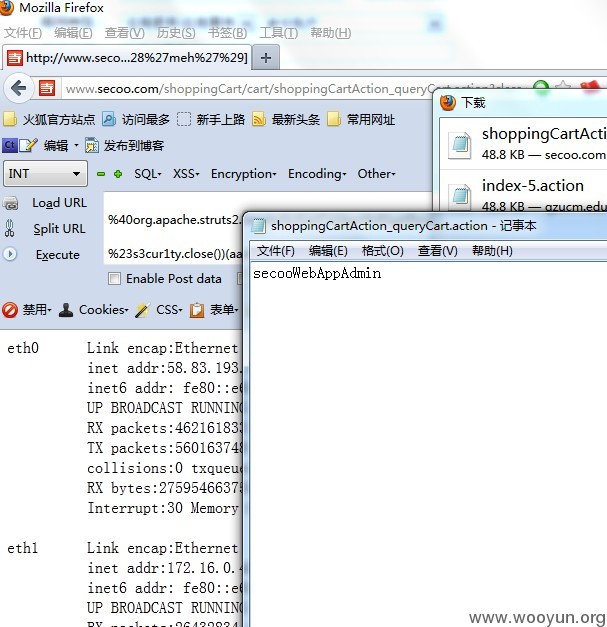 Mozilla Firefox
文件(F) 编辑(E) 查看(V) 历史(S) 书签(B) 工具(T) 帮助(H)
http://www.secoo...28%27meh%27%29]
www.secoo.com/shoppingCart/cart/shoppingCartAction_queryCart.action?class
下载
火狐官方站点 访问最多 新手上路 最新头条 常用网址
shoppingCartActi
48.8 KB — secoo.com
编辑 发布到博客
INT SQL XSS Encryption Encoding Other
index-5.action
48.8 KB — gzucm.edu
Load URL
Split URL
Execute
%40org.apache.struts2.
%23s3cur1ty.close())(aa
Enable Post data
shoppingCartAction_queryCart.action - 记事本
文件(F) 编辑(E) 格式(O) 查看(V) 帮助(H)
secooWebAppAdmin
禁用 Cookies CSS 表单
eth0 Link encap:Ethernet
inet addr:58.83.193.
inet6 addr: fe80::e6
UP BROADCAST RUNNING
RX packets:462161833
TX packets:560163748
collisions:0 txqueue
RX bytes:27595466375
Interrupt:30 Memory
eth1 Link encap:Ethernet
inet addr:172.16.0.
inet6 addr: fe80::e6
UP BROADCAST RUNNING
www.wooyun.org